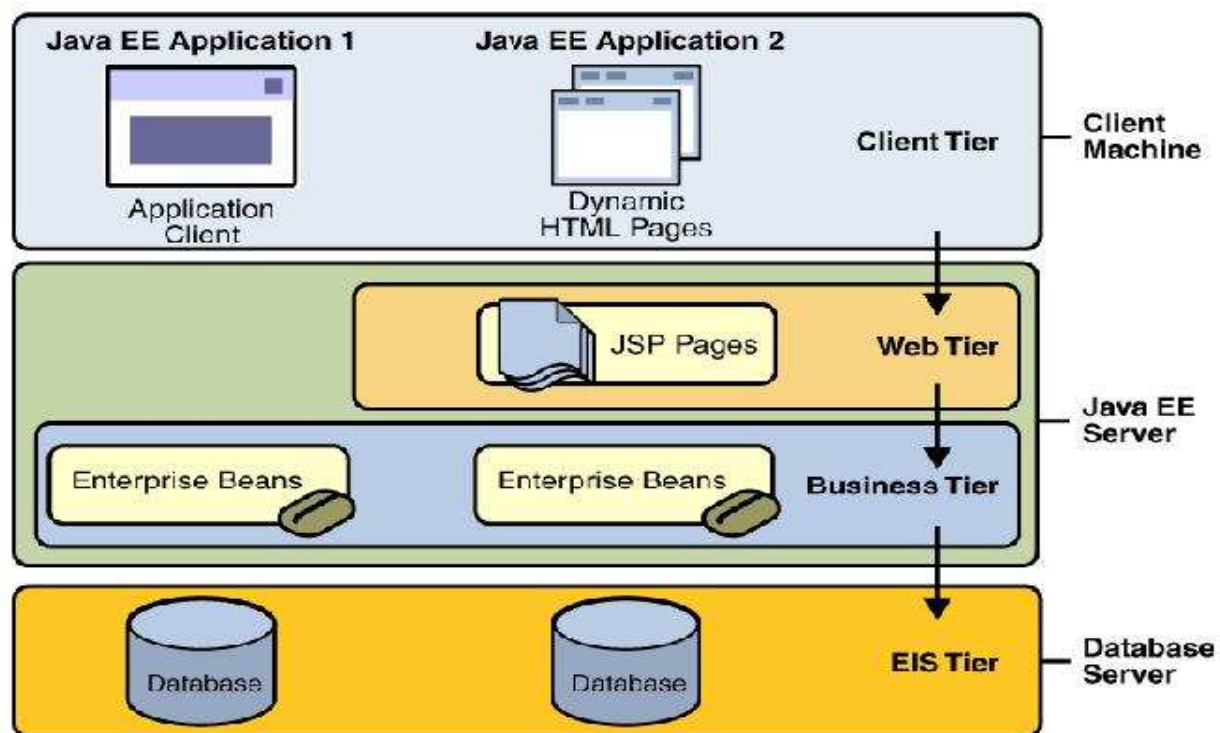 Java EE Application 1
Java EE Application 2
Application
Client
Dynamic
HTML Pages
Client Tier
Client
Machine
JSP Pages
Web Tier
Java EE
Server
Enterprise Beans
Enterprise Beans
Business Tier
Database
Database
EIS Tier
Database
Server